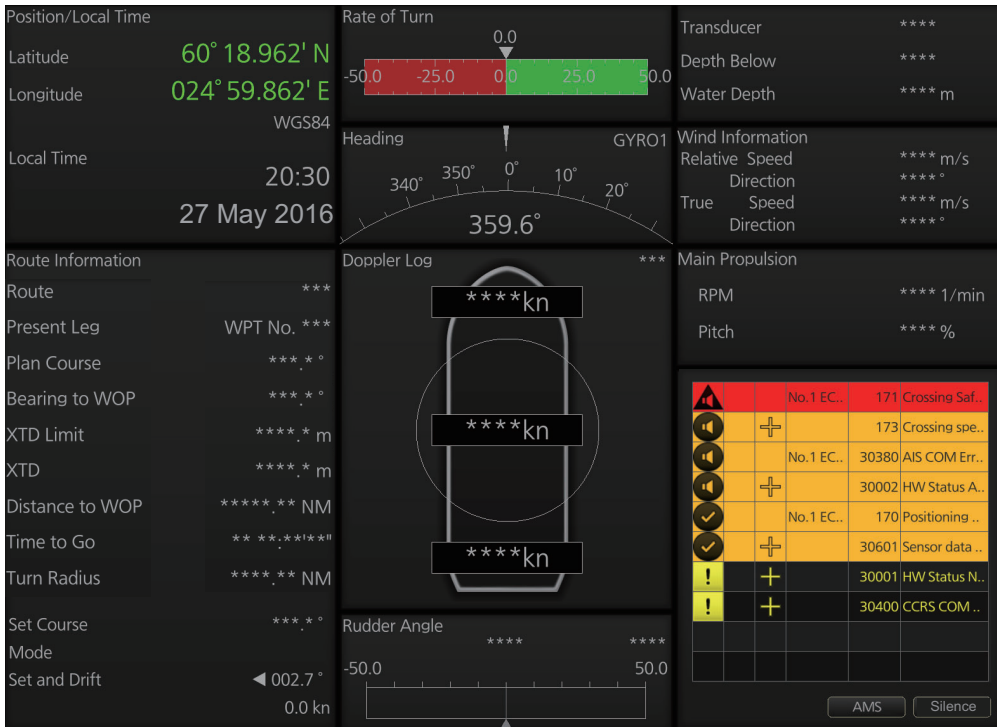 Position/Local Time
Latitude 60° 18.962' N
Longitude 024° 59.862' E
WGS84
Local Time
20:30
27 May 2016
Route Information
Route ***
Present Leg WPT No. ***
Plan Course ***.* °
Bearing to WOP ***.* °
XTD Limit ****.* m
XTD ****.* m
Distance to WOP *****.** NM
Time to Go ** **:**'**"
Turn Radius ****.** NM
Set Course ***.* °
Mode
Set and Drift ◀ 002.7 °
0.0 kn
Rate of Turn
0.0
-50.0 -25.0 0.0 25.0 50.0
Heading GYRO1
340° 350° 0° 10° 20°
359.6°
Doppler Log ***
****kn
****kn
****kn
Rudder Angle
**** ****
-50.0 50.0
Transducer ****
Depth Below ****
Water Depth **** m
Wind Information
Relative Speed **** m/s
Direction **** °
True Speed **** m/s
Direction **** °
Main Propulsion
RPM **** 1/min
Pitch **** %
No.1 EC.. 171 Crossing Saf..
173 Crossing spe..
No.1 EC.. 30380 AIS COM Err..
30002 HW Status A..
No.1 EC.. 170 Positioning ..
30601 Sensor data ..
! 30001 HW Status N..
! 30400 CCRS COM ..
AMS Silence